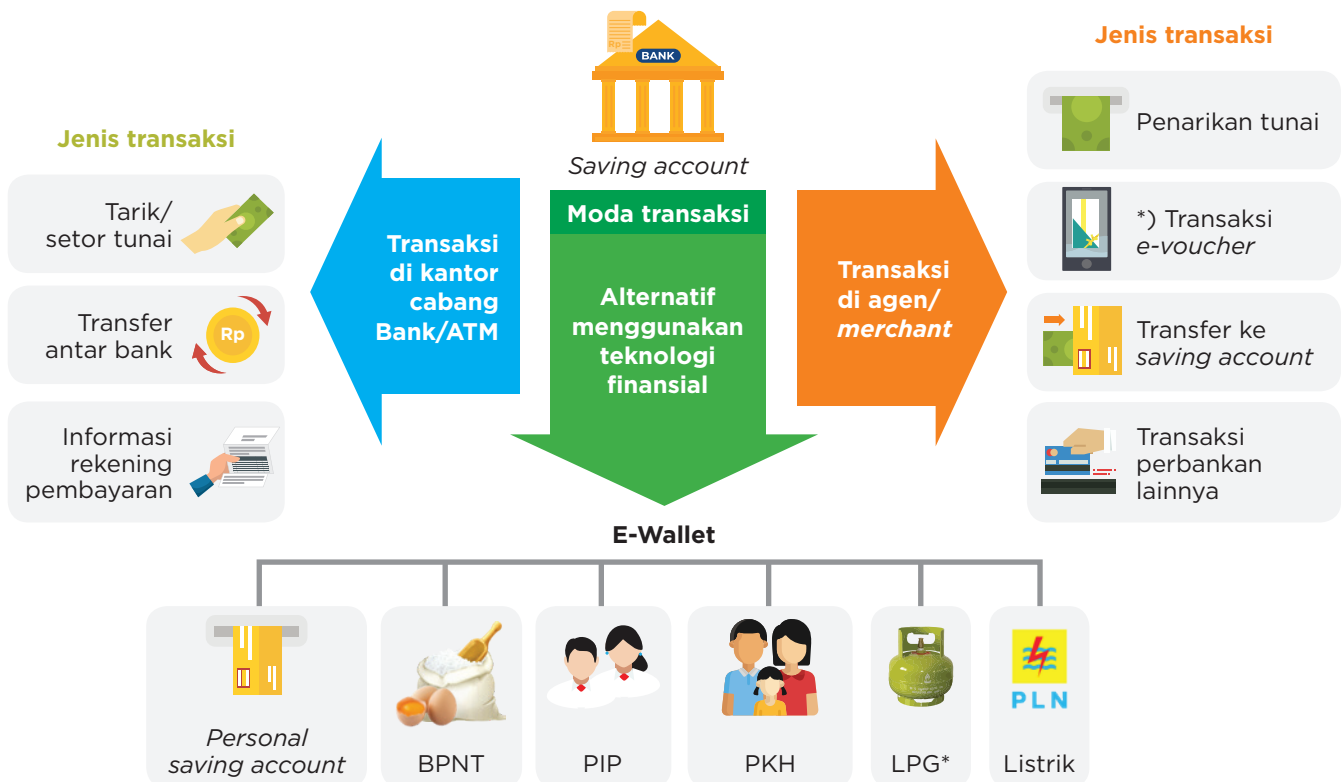 Rp
BANK
Saving account
Moda transaksi
Alternatif
menggunakan
teknologi
finansial
Jenis transaksi
Tarik/
setor tunai
Rp
Transfer
antar bank
Informasi
rekening
pembayaran
Transaksi
di kantor
cabang
Bank/ATM
Transaksi
di agen/
merchant
Jenis transaksi
Penarikan tunai
*) Transaksi
e-voucher
Transfer ke
saving account
Transaksi
perbankan
lainnya
E-Wallet
Personal
saving account
BPNT
PIP
PKH
LPG*
PLN
Listrik